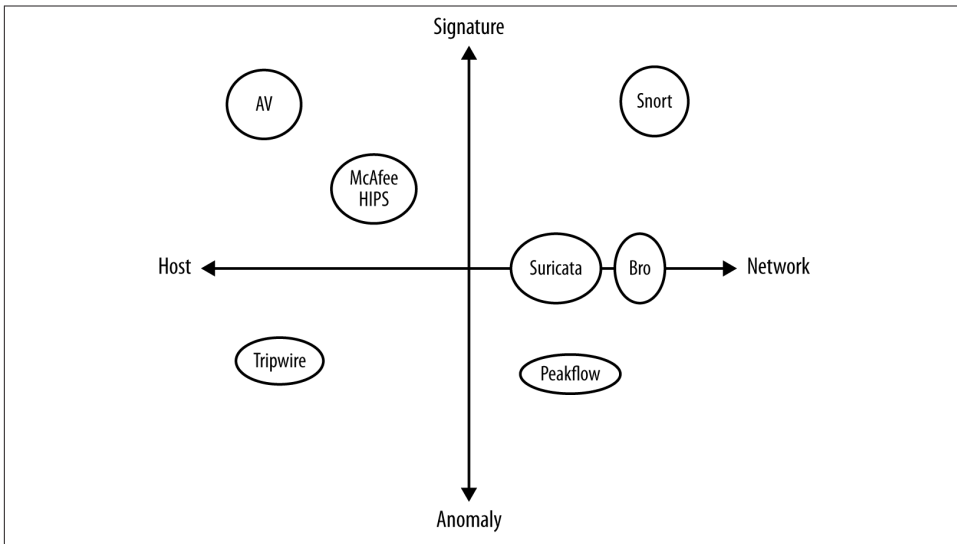 Signature
AV
Snort
McAfee
HIPS
Host
Suricata
Bro
Network
Tripwire
Peakflow
Anomaly